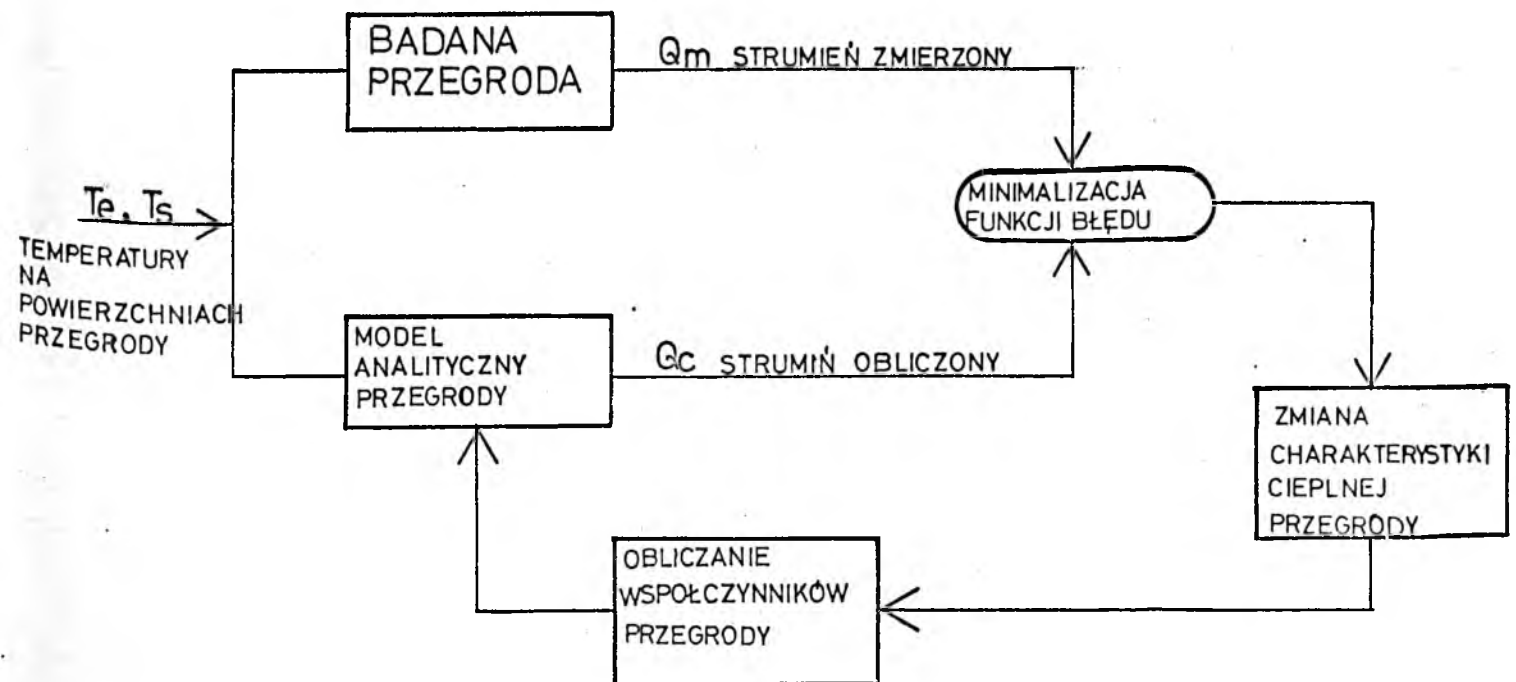 BADANA
PRZEGRODA
Qm STRUMIEŃ ZMIERZONY
Te, Ts
TEMPERATURY
NA
POWIERZCHNIACH
PRZEGRODY
MINIMALIZACJA
FUNKCJI BŁĘDU
MODEL
ANALITYCZNY
PRZEGRODY
Qc STRUMIŃ OBLICZONY
ZMIANA
CHARAKTERYSTYKI
CIEPLNEJ
PRZEGRODY
OBLICZANIE
WSPOŁCZYNNIKÓW
PRZEGRODY